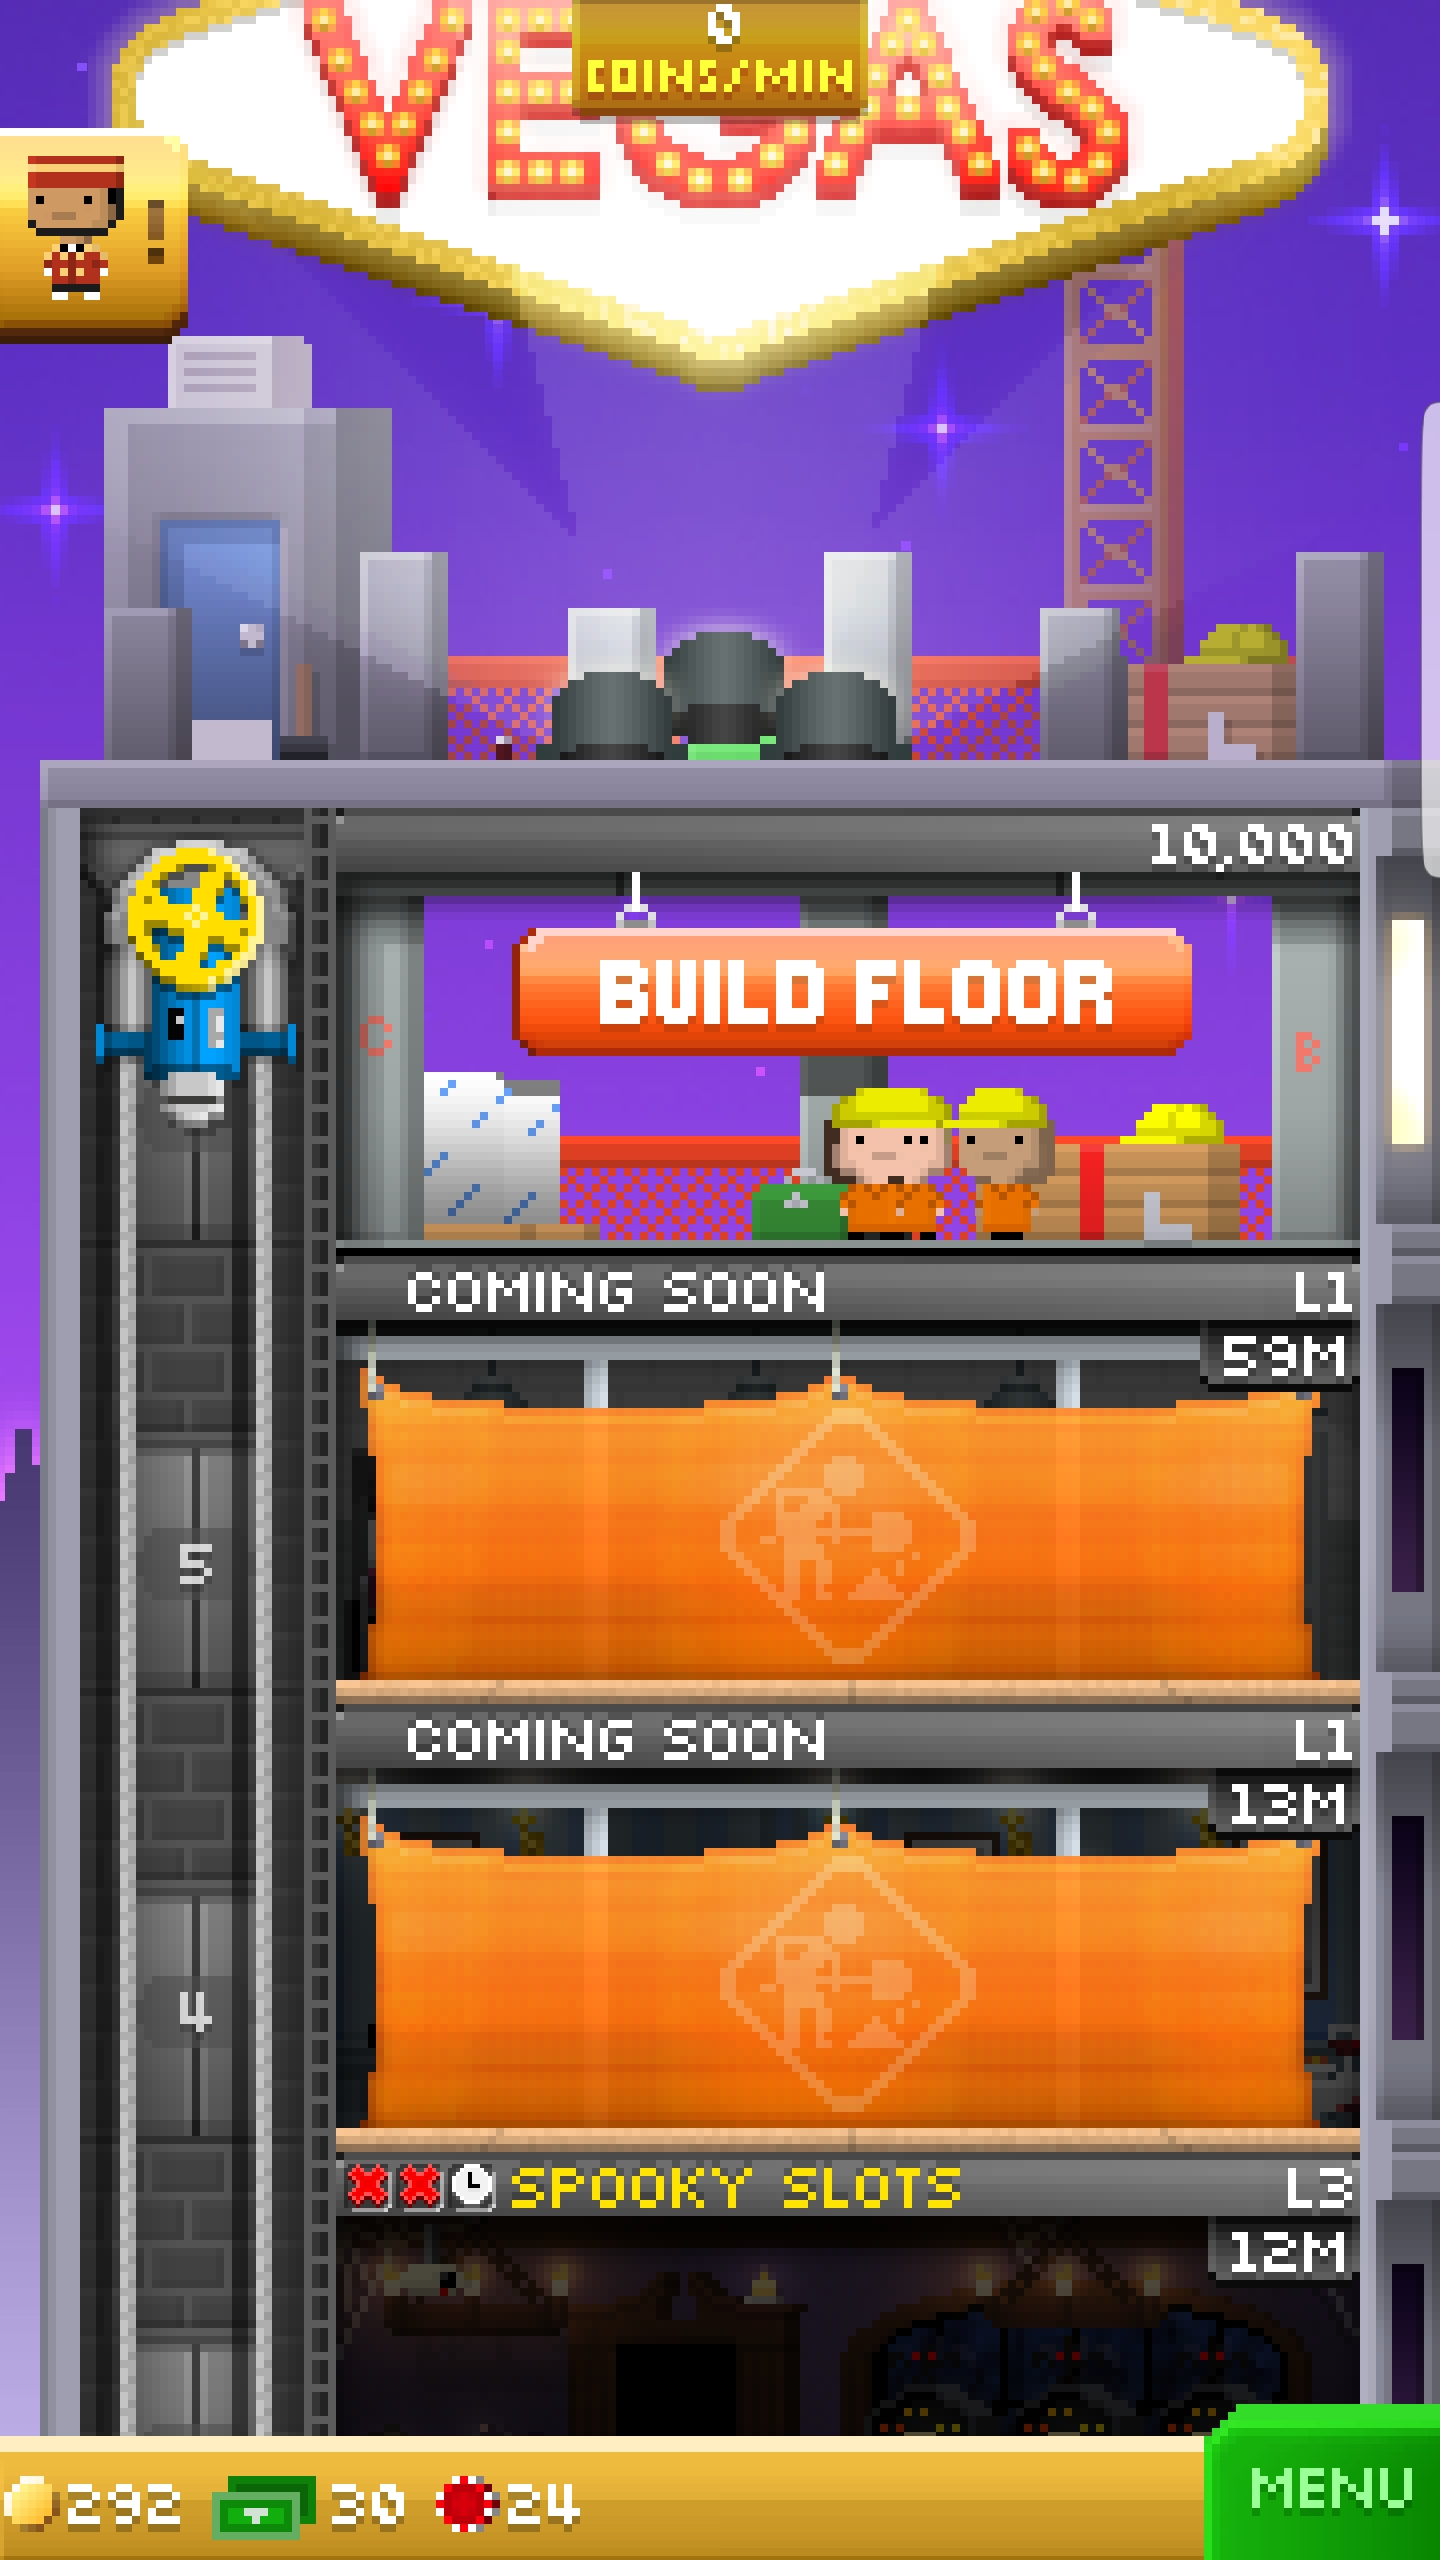 VEGAS
0
COINS/MIN
!
10,000
BUILD FLOOR
C
B
COMING SOON L1
59M
5
COMING SOON L1
13M
4
SPOOKY SLOTS L3
12M
292 30 24
MENU